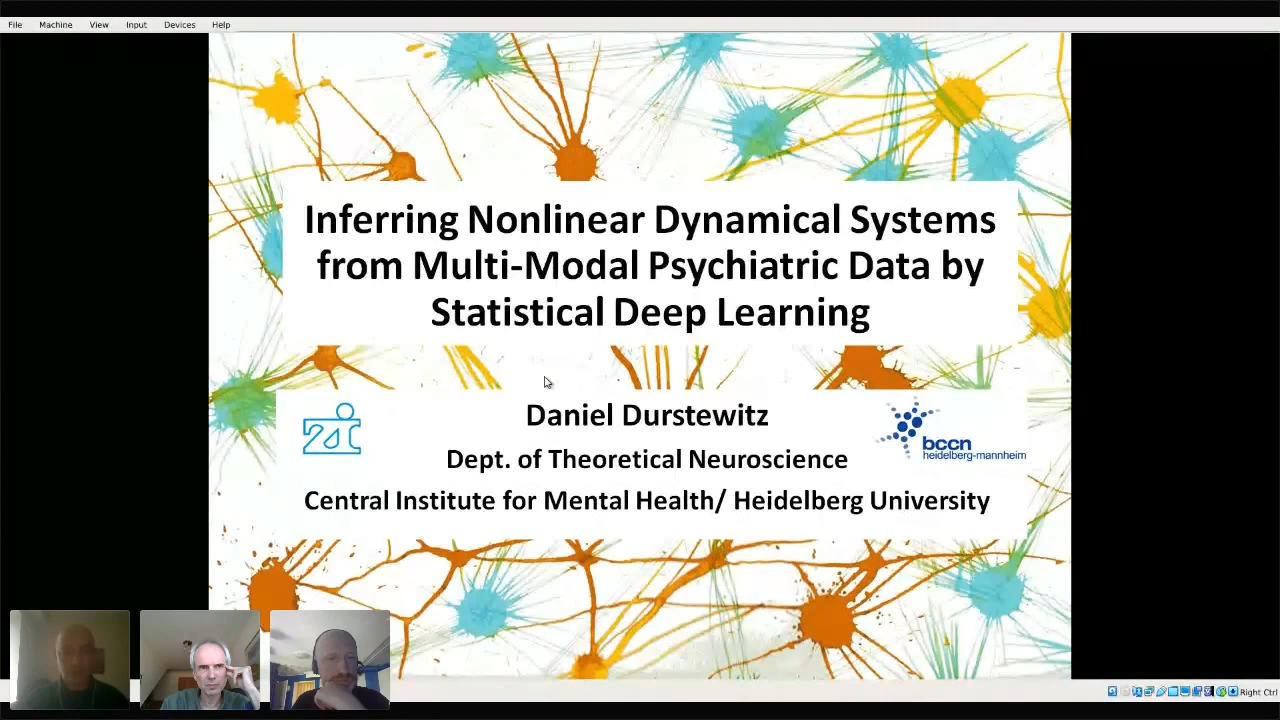 File Machine View Input Devices Help
Inferring Nonlinear Dynamical Systems
from Multi-Modal Psychiatric Data by
Statistical Deep Learning
Daniel Durstewitz
Dept. of Theoretical Neuroscience
Central Institute for Mental Health/ Heidelberg University
zi
bccn
heidelberg-mannheim
Right Ctrl